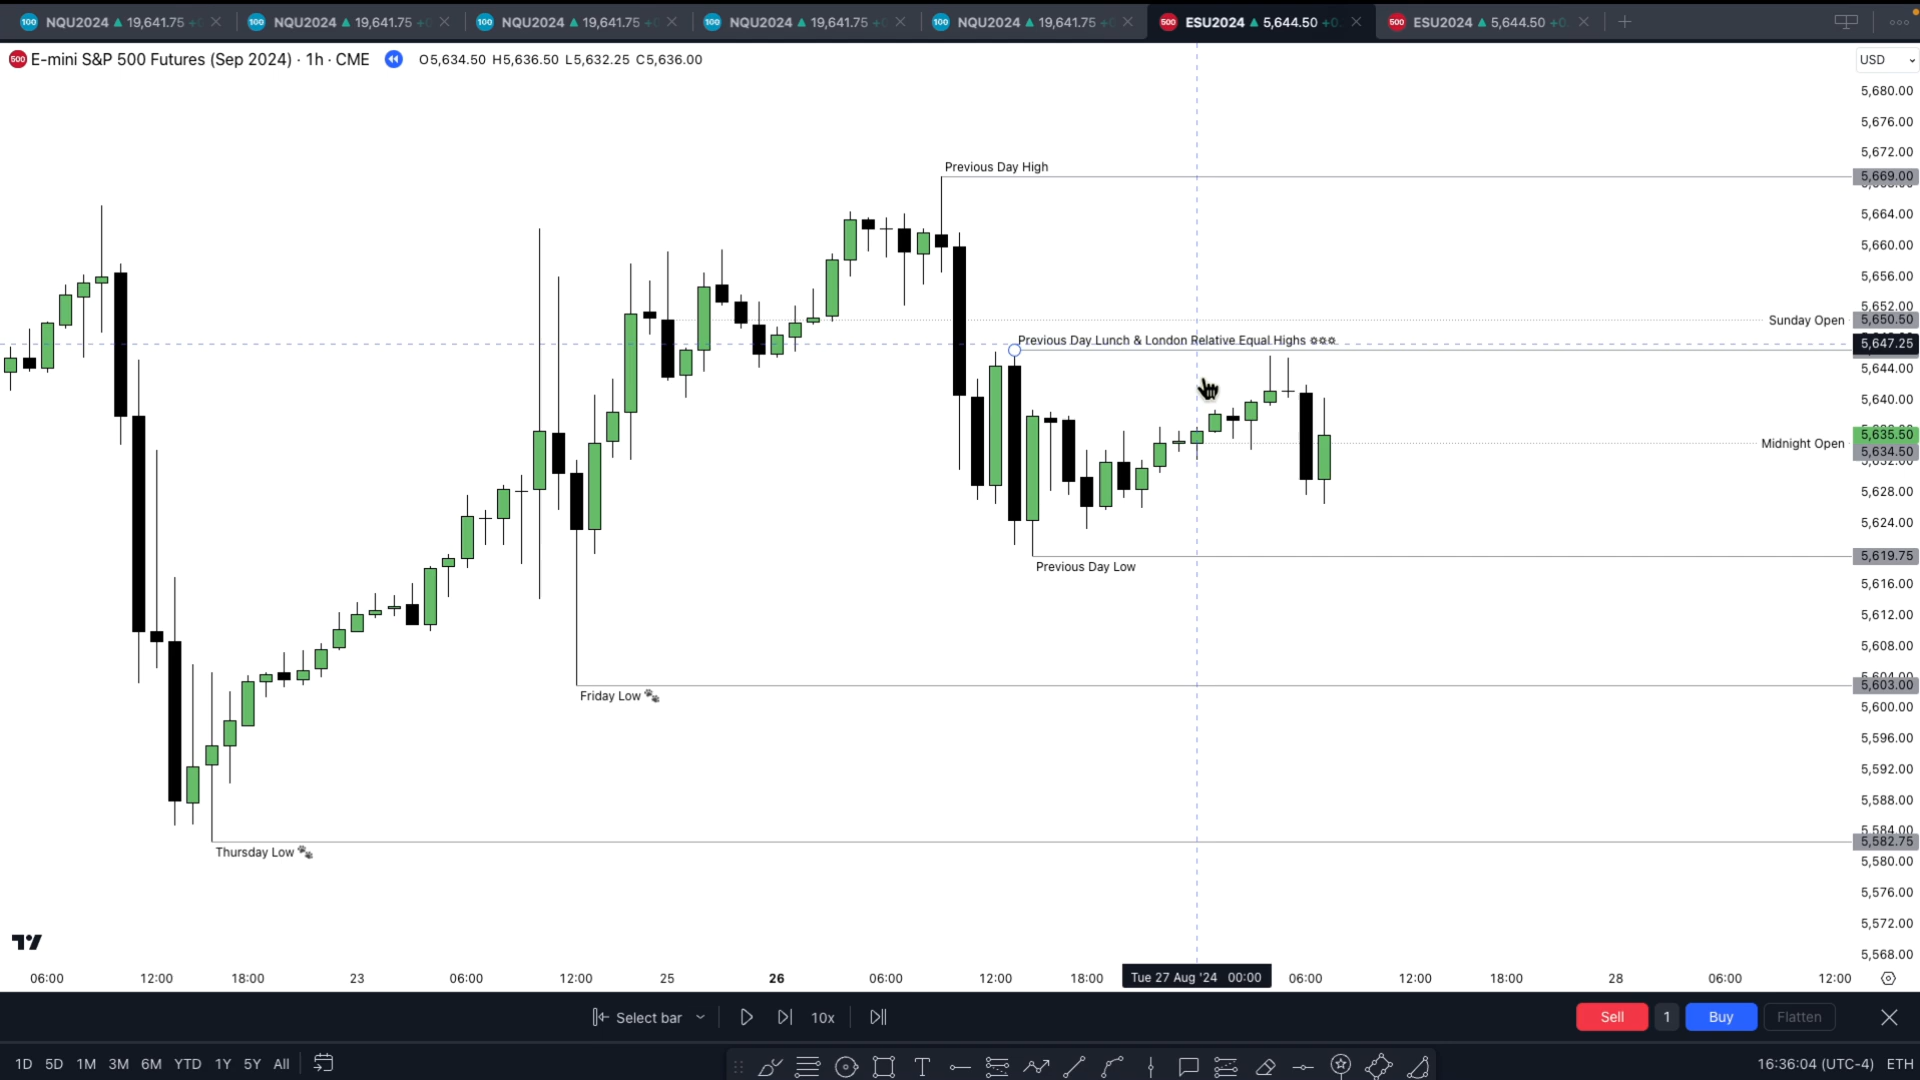 NQU2024 ▲ 19,641.75
NQU2024 ▲ 19,641.75
NQU2024 ▲ 19,641.75
NQU2024 ▲ 19,641.75
NQU2024 ▲ 19,641.75
ESU2024 ▲ 5,644.50
ESU2024 ▲ 5,644.50
500 E-mini S&P 500 Futures (Sep 2024) · 1h · CME O5,634.50 H5,636.50 L5,632.25 C5,636.00
USD
5,680.00
5,676.00
Previous Day High
5,672.00
5,669.00
5,664.00
5,660.00
5,656.00
5,652.00
Sunday Open 5,650.50
Previous Day Lunch & London Relative Equal Highs
5,647.25
5,644.00
5,640.00
5,635.50
Midnight Open
5,634.50
5,628.00
5,624.00
5,619.75
Previous Day Low
5,616.00
5,612.00
5,608.00
5,603.00
Friday Low
5,600.00
5,596.00
5,592.00
5,588.00
5,584.00
5,582.75
Thursday Low
5,580.00
5,576.00
5,572.00
5,568.00
06:00 12:00 18:00 23 06:00 12:00 25 26 06:00 12:00 18:00 Tue 27 Aug '24 00:00 06:00 12:00 18:00 28 06:00 12:00
Select bar 10x Sell 1 Buy Flatten
1D 5D 1M 3M 6M YTD 1Y 5Y All 16:36:04 (UTC-4) ETH